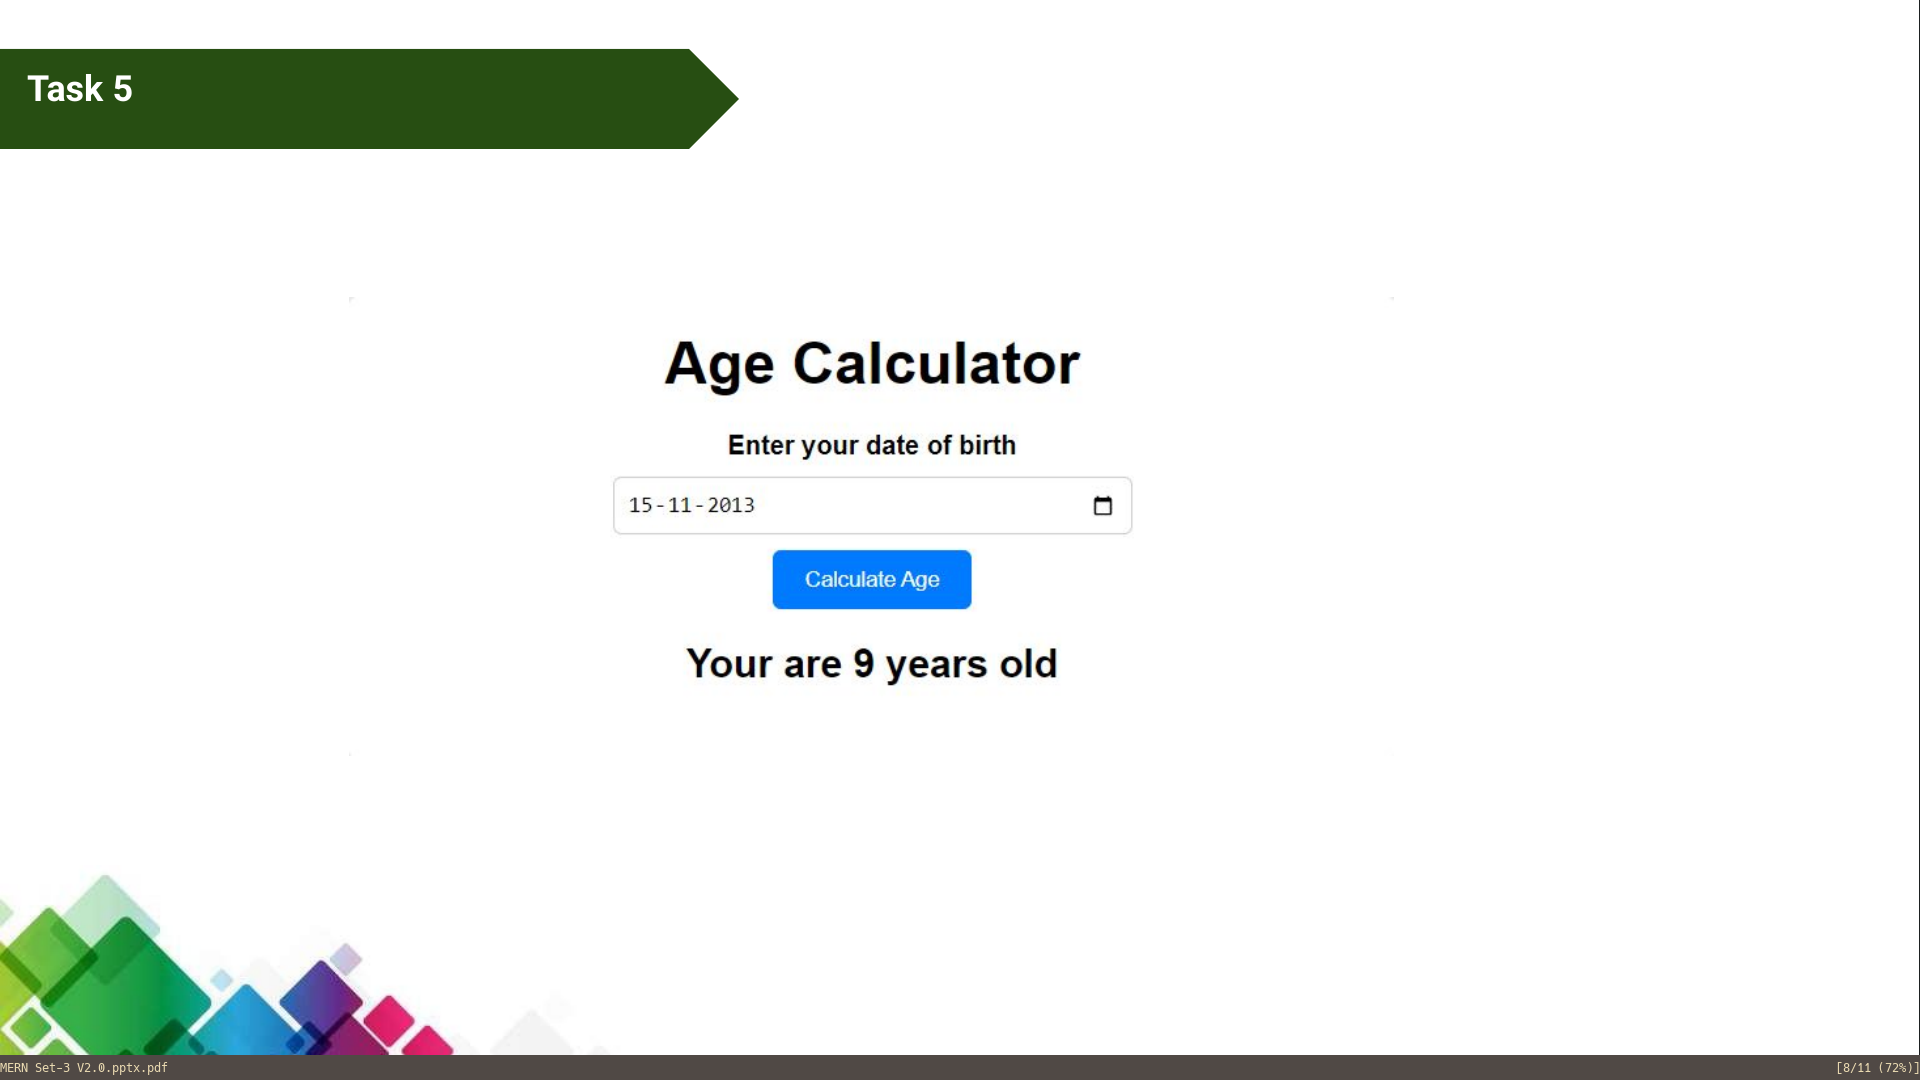 Task 5
Age Calculator
Enter your date of birth
15-11-2013
Calculate Age
Your are 9 years old
MERN Set-3 V2.0.pptx.pdf
[8/11 (72%)]